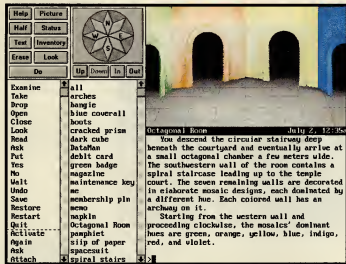 Help Picture
Half Status
Text Inventory
Erase Look
Do
N
E
S
W
Up Down In Out
Examine
Take
Drop
Open
Close
Look
Read
Ask
Put
Yes
No
Wait
Undo
Save
Restore
Restart
Quit
Activate
Again
Ask
Attach
all
arches
bangle
blue coverall
boots
cracked prism
dark cube
DataMan
debit card
green badge
magazine
maintenance key
me
membership pin
memo
napkin
Octagonal Room
pamphlet
slip of paper
spacesuit
spiral stairs
Octagonal Room July 2, 12:35am
You descend the circular stairway deep
beneath the courtyard and eventually arrive at
a small octagonal chamber a few meters wide.
The southwestern wall of the room contains a
spiral staircase leading up to the temple
court. The seven remaining walls are decorated
in elaborate mosaic designs, each dominated by
a different hue. Each colored wall has an
archway on it.
Starting from the western wall and
proceeding clockwise, the mosaics' dominant
hues are green, orange, yellow, blue, indigo,
red, and violet.
>